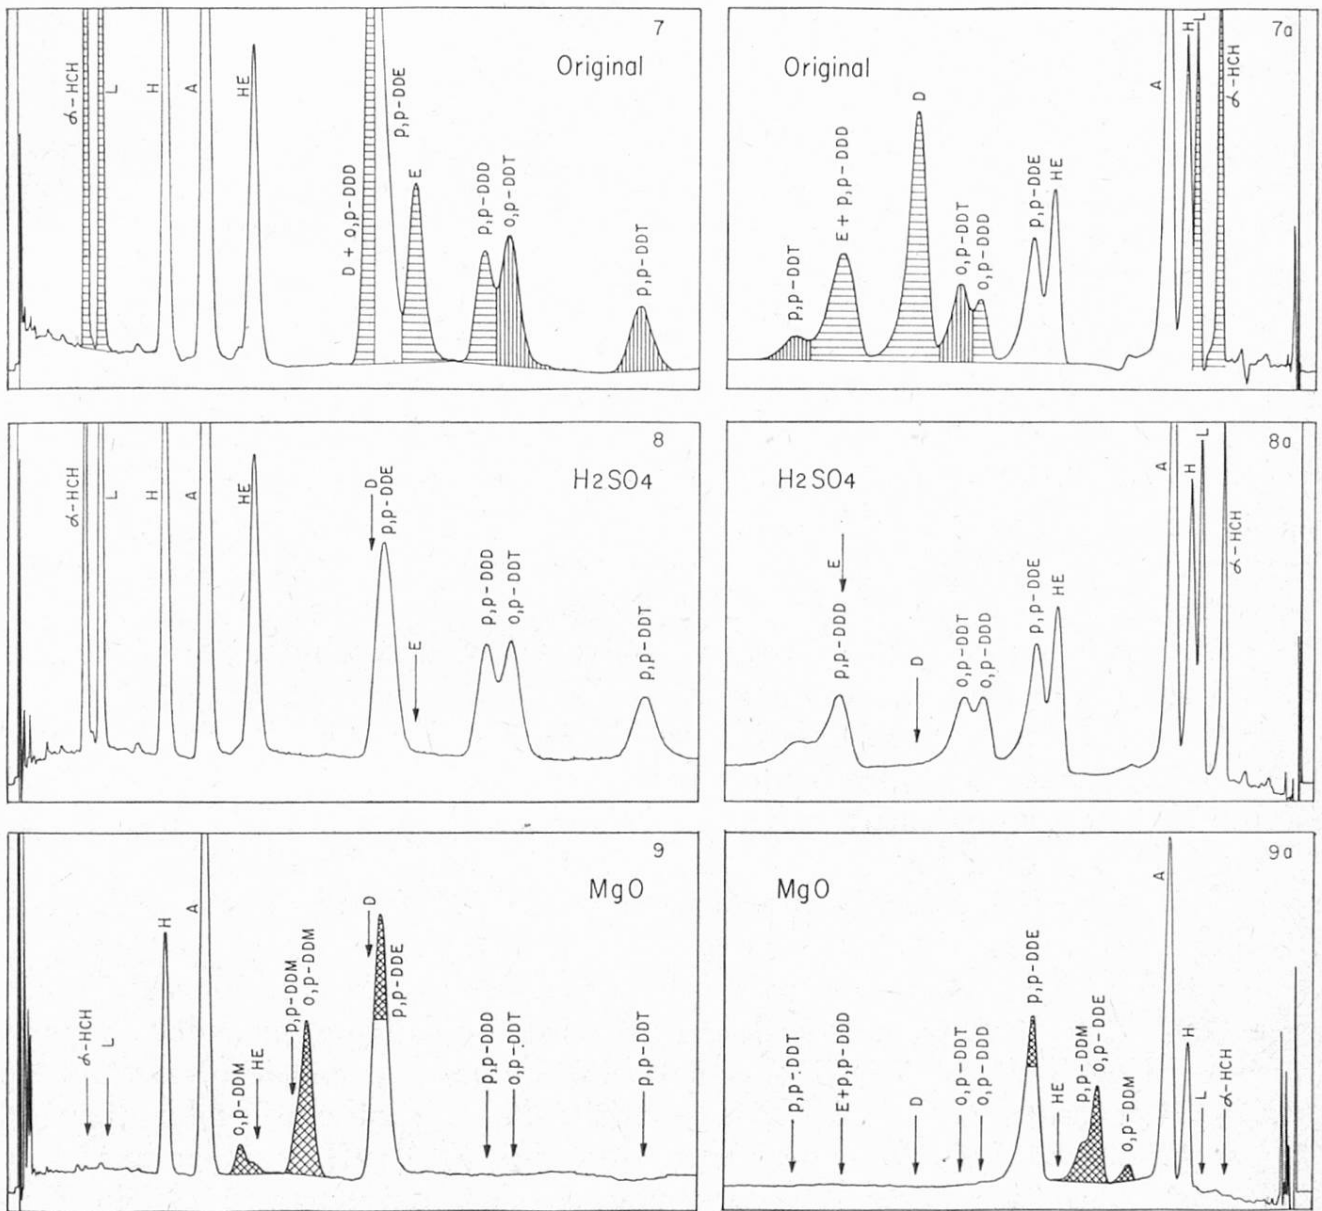 7
Original
α-HCH
L
H
A
HE
D + o,p-DDD
p,p-DDE
E
p,p-DDD
o,p-DDT
p,p-DDT
7a
Original
p,p-DDT
E + p,p-DDD
D
o,p-DDT
o,p-DDD
p,p-DDE
HE
A
H
L
α-HCH
8
H2SO4
α-HCH
L
H
A
HE
D
p,p-DDE
E
p,p-DDD
o,p-DDT
p,p-DDT
8a
H2SO4
p,p-DDD
E
D
o,p-DDT
o,p-DDD
p,p-DDE
HE
A
H
L
α-HCH
9
MgO
α-HCH
L
H
A
o,p-DDM
HE
p,p-DDM
o,p-DDM
D
p,p-DDE
p,p-DDD
o,p-DDT
p,p-DDT
9a
MgO
p,p-DDT
E+p,p-DDD
D
o,p-DDT
o,p-DDD
p,p-DDE
HE
p,p-DDM
o,p-DDE
o,p-DDM
A
H
L
α-HCH